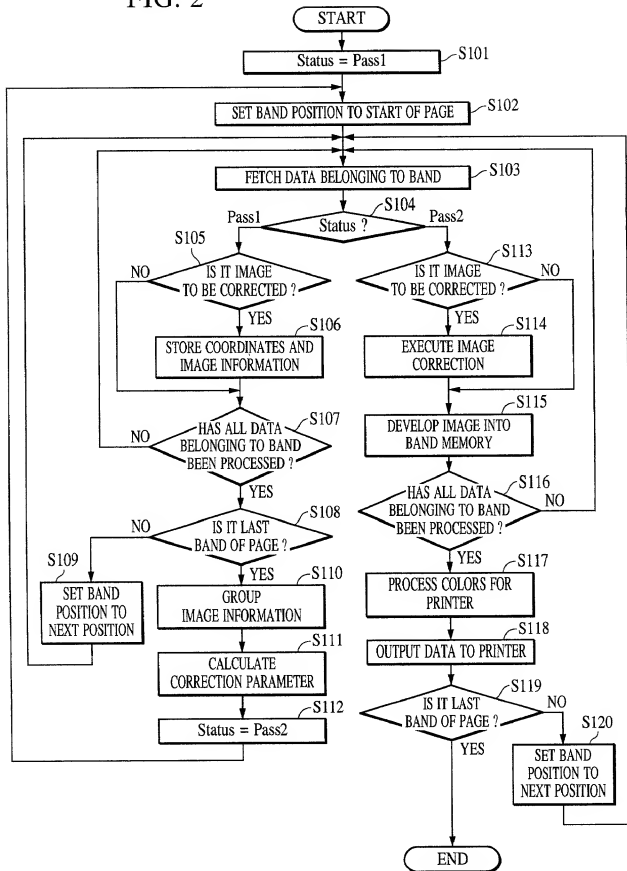 FIG. 2
START
Status = Pass1
S101
SET BAND POSITION TO START OF PAGE
S102
FETCH DATA BELONGING TO BAND
S103
S104
Pass1
Status ?
Pass2
S105
NO
IS IT IMAGE
TO BE CORRECTED ?
YES
S106
STORE COORDINATES AND
IMAGE INFORMATION
S107
NO
HAS ALL DATA
BELONGING TO BAND
BEEN PROCESSED ?
YES
S108
NO
IS IT LAST
BAND OF PAGE ?
YES
S109
SET BAND
POSITION TO
NEXT POSITION
S110
GROUP
IMAGE INFORMATION
S111
CALCULATE
CORRECTION PARAMETER
S112
Status = Pass2
S113
IS IT IMAGE
TO BE CORRECTED ?
NO
YES
S114
EXECUTE IMAGE
CORRECTION
S115
DEVELOP IMAGE INTO
BAND MEMORY
S116
HAS ALL DATA
BELONGING TO BAND
BEEN PROCESSED ?
NO
YES
S117
PROCESS COLORS FOR
PRINTER
S118
OUTPUT DATA TO PRINTER
S119
IS IT LAST
BAND OF PAGE ?
NO
YES
S120
SET BAND
POSITION TO
NEXT POSITION
END